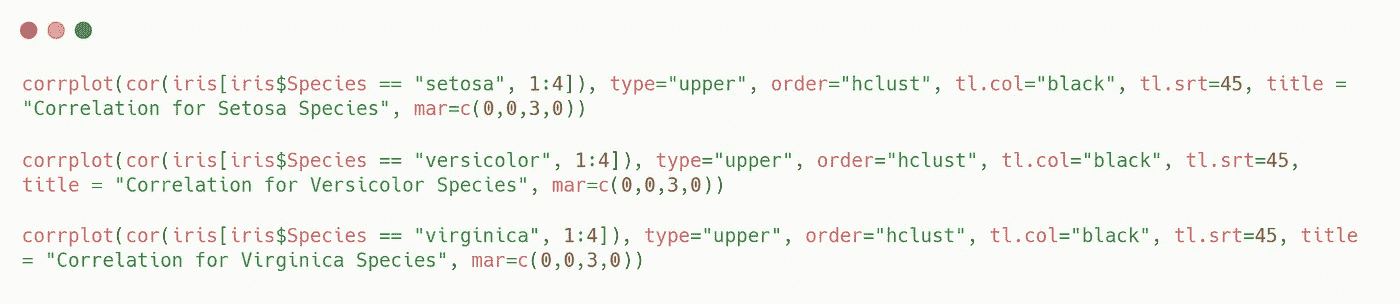 corrplot(cor(iris[iris$Species == "setosa", 1:4]), type="upper", order="hclust", tl.col="black", tl.srt=45, title =
"Correlation for Setosa Species", mar=c(0,0,3,0))
corrplot(cor(iris[iris$Species == "versicolor", 1:4]), type="upper", order="hclust", tl.col="black", tl.srt=45,
title = "Correlation for Versicolor Species", mar=c(0,0,3,0))
corrplot(cor(iris[iris$Species == "virginica", 1:4]), type="upper", order="hclust", tl.col="black", tl.srt=45, title
= "Correlation for Virginica Species", mar=c(0,0,3,0))